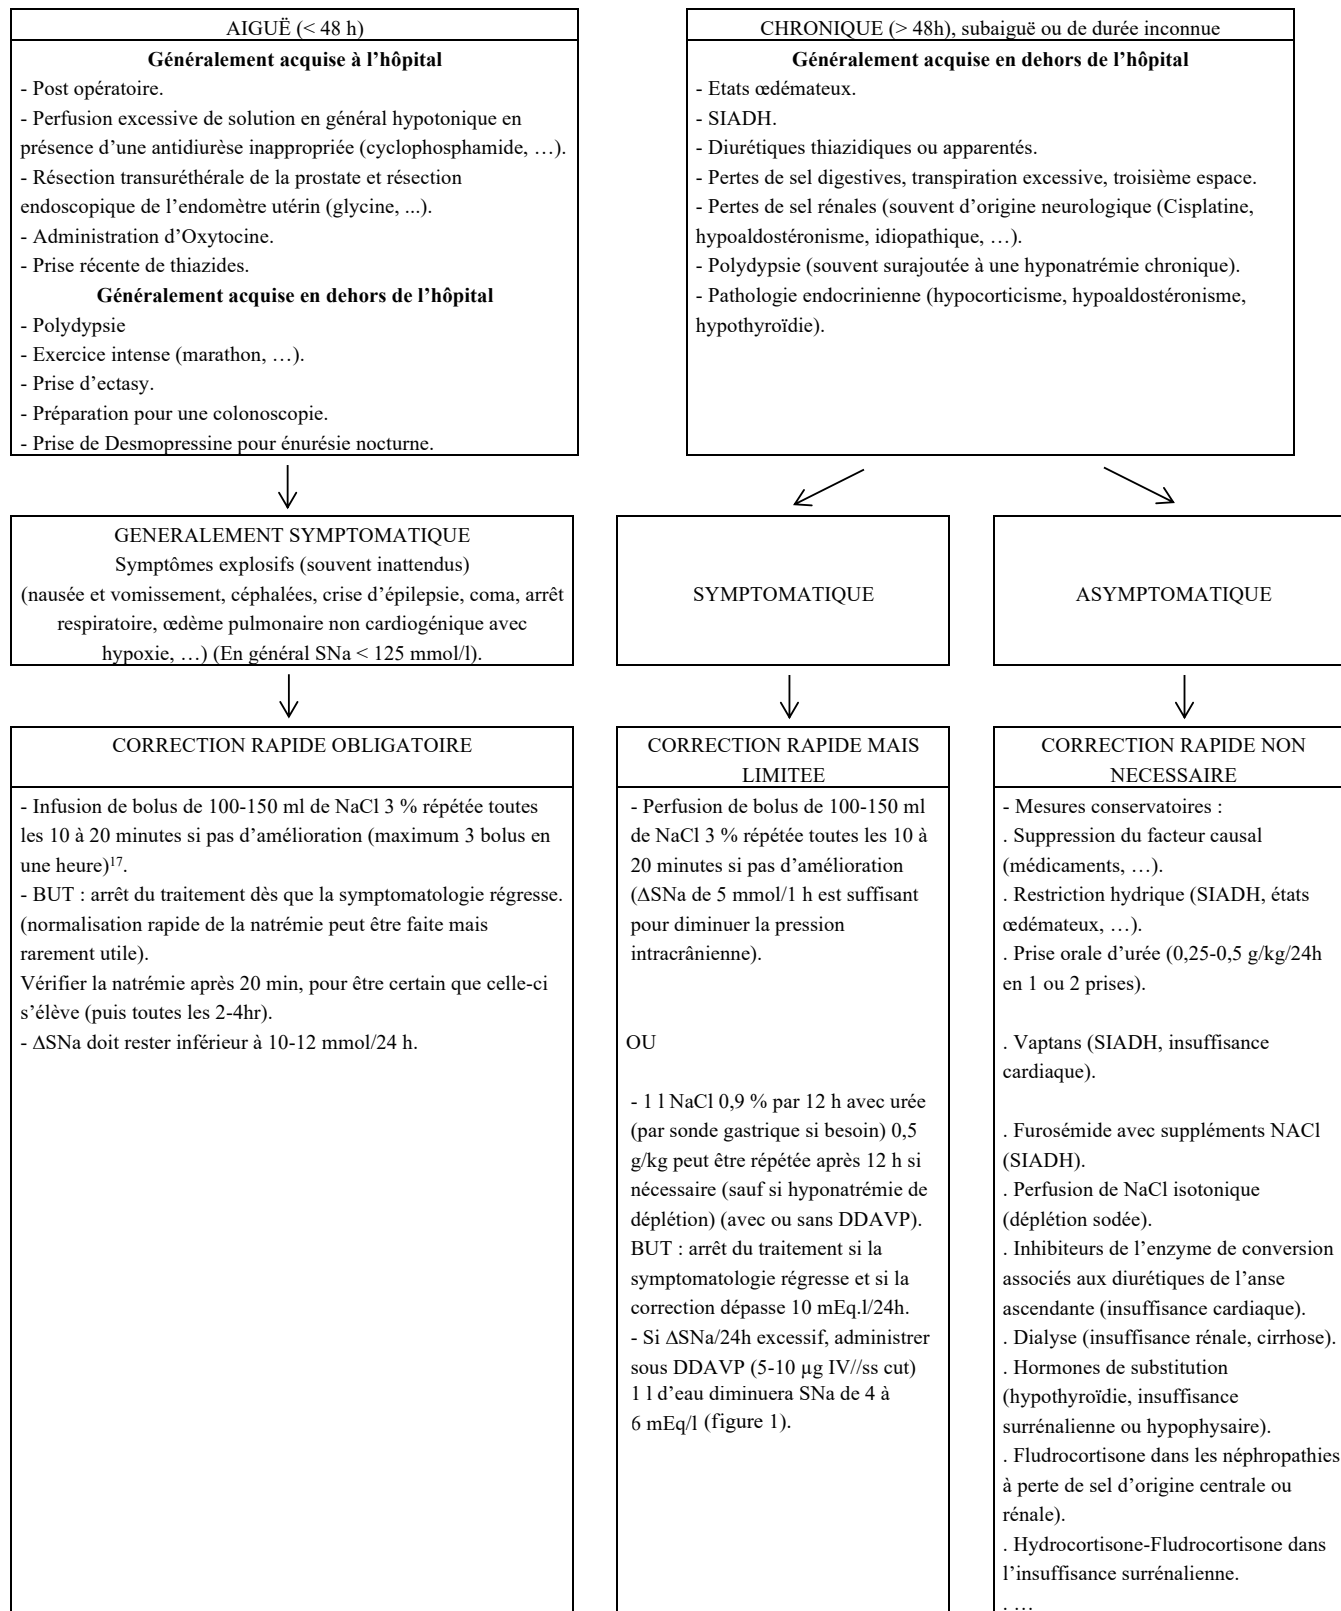 AIGUË (< 48 h)
Généralement acquise à l’hôpital
- Post opératoire.
- Perfusion excessive de solution en général hypotonique en
présence d’une antidiurèse inappropriée (cyclophosphamide, …).
- Résection transuréthérale de la prostate et résection
endoscopique de l’endomètre utérin (glycine, ...).
- Administration d’Oxytocine.
- Prise récente de thiazides.
Généralement acquise en dehors de l’hôpital
- Polydypsie
- Exercice intense (marathon, …).
- Prise d’ectasy.
- Préparation pour une colonoscopie.
- Prise de Desmopressine pour énurésie nocturne.
CHRONIQUE (> 48h), subaiguë ou de durée inconnue
Généralement acquise en dehors de l’hôpital
- Etats œdémateux.
- SIADH.
- Diurétiques thiazidiques ou apparentés.
- Pertes de sel digestives, transpiration excessive, troisième espace.
- Pertes de sel rénales (souvent d’origine neurologique (Cisplatine,
hypoaldostéronisme, idiopathique, …).
- Polydypsie (souvent surajoutée à une hyponatrémie chronique).
- Pathologie endocrinienne (hypocorticisme, hypoaldostéronisme,
hypothyroïdie).
GENERALEMENT SYMPTOMATIQUE
Symptômes explosifs (souvent inattendus)
(nausée et vomissement, céphalées, crise d’épilepsie, coma, arrêt
respiratoire, œdème pulmonaire non cardiogénique avec
hypoxie, …) (En général SNa < 125 mmol/l).
SYMPTOMATIQUE
ASYMPTOMATIQUE
CORRECTION RAPIDE OBLIGATOIRE
- Infusion de bolus de 100-150 ml de NaCl 3 % répétée toutes
les 10 à 20 minutes si pas d’amélioration (maximum 3 bolus en
une heure)¹⁷.
- BUT : arrêt du traitement dès que la symptomatologie régresse.
(normalisation rapide de la natrémie peut être faite mais
rarement utile).
Vérifier la natrémie après 20 min, pour être certain que celle-ci
s’élève (puis toutes les 2-4hr).
- ΔSNa doit rester inférieur à 10-12 mmol/24 h.
CORRECTION RAPIDE MAIS
LIMITEE
- Perfusion de bolus de 100-150 ml
de NaCl 3 % répétée toutes les 10 à
20 minutes si pas d’amélioration
(ΔSNa de 5 mmol/1 h est suffisant
pour diminuer la pression
intracrânienne).
OU
- 1 l NaCl 0,9 % par 12 h avec urée
(par sonde gastrique si besoin) 0,5
g/kg peut être répétée après 12 h si
nécessaire (sauf si hyponatrémie de
déplétion) (avec ou sans DDAVP).
BUT : arrêt du traitement si la
symptomatologie régresse et si la
correction dépasse 10 mEq.l/24h.
- Si ΔSNa/24h excessif, administrer
sous DDAVP (5-10 µg IV//ss cut)
1 l d’eau diminuera SNa de 4 à
6 mEq/l (figure 1).
CORRECTION RAPIDE NON
NECESSAIRE
- Mesures conservatoires :
. Suppression du facteur causal
(médicaments, …).
. Restriction hydrique (SIADH, états
œdémateux, …).
. Prise orale d’urée (0,25-0,5 g/kg/24h
en 1 ou 2 prises).
. Vaptans (SIADH, insuffisance
cardiaque).
. Furosémide avec suppléments NACl
(SIADH).
. Perfusion de NaCl isotonique
(déplétion sodée).
. Inhibiteurs de l’enzyme de conversion
associés aux diurétiques de l’anse
ascendante (insuffisance cardiaque).
. Dialyse (insuffisance rénale, cirrhose).
. Hormones de substitution
(hypothyroïdie, insuffisance
surrénalienne ou hypophysaire).
. Fludrocortisone dans les néphropathies
à perte de sel d’origine centrale ou
rénale).
. Hydrocortisone-Fludrocortisone dans
l’insuffisance surrénalienne.
. …